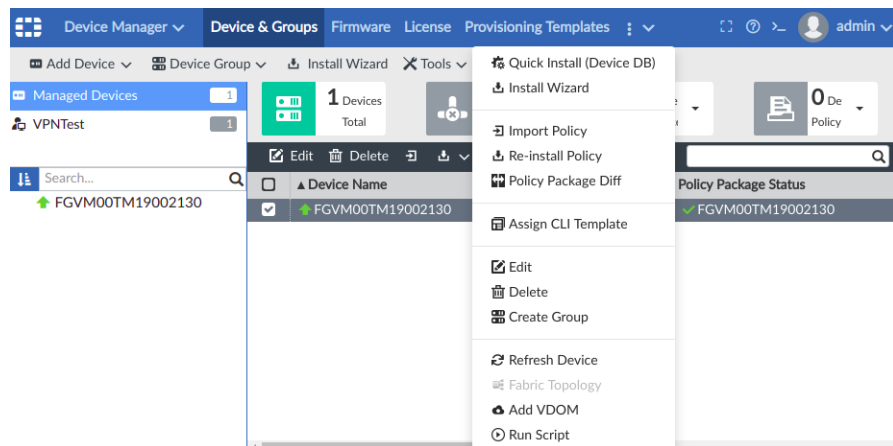 Device Manager Device & Groups Firmware License Provisioning Templates admin
Add Device Device Group Install Wizard Tools
Managed Devices 1
VPNTest 1
Search...
FGVM00TM19002130
1 Devices
Total
0 De
Policy
Edit Delete
Device Name Policy Package Status
FGVM00TM19002130 FGVM00TM19002130
Quick Install (Device DB)
Install Wizard
Import Policy
Re-install Policy
Policy Package Diff
Assign CLI Template
Edit
Delete
Create Group
Refresh Device
Fabric Topology
Add VDOM
Run Script